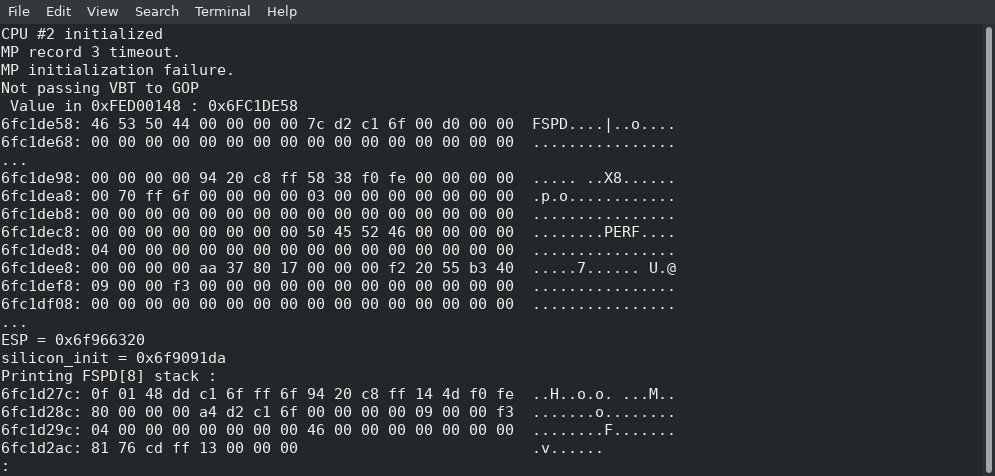 File Edit View Search Terminal Help
CPU #2 initialized
MP record 3 timeout.
MP initialization failure.
Not passing VBT to GOP
 Value in 0xFED00148 : 0x6FC1DE58
6fc1de58: 46 53 50 44 00 00 00 00 7c d2 c1 6f 00 d0 00 00  FSPD....|..o....
6fc1de68: 00 00 00 00 00 00 00 00 00 00 00 00 00 00 00 00  ................
...
6fc1de98: 00 00 00 00 94 20 c8 ff 58 38 f0 fe 00 00 00 00  ..... ..X8......
6fc1dea8: 00 70 ff 6f 00 00 00 00 03 00 00 00 00 00 00 00  .p.o............
6fc1deb8: 00 00 00 00 00 00 00 00 00 00 00 00 00 00 00 00  ................
6fc1dec8: 00 00 00 00 00 00 00 00 50 45 52 46 00 00 00 00  ........PERF....
6fc1ded8: 04 00 00 00 00 00 00 00 00 00 00 00 00 00 00 00  ................
6fc1dee8: 00 00 00 00 aa 37 80 17 00 00 00 f2 20 55 b3 40  .....7...... U.@
6fc1def8: 09 00 00 f3 00 00 00 00 00 00 00 00 00 00 00 00  ................
6fc1df08: 00 00 00 00 00 00 00 00 00 00 00 00 00 00 00 00  ................
...
ESP = 0x6f966320
silicon_init = 0x6f9091da
Printing FSPD[8] stack :
6fc1d27c: 0f 01 48 dd c1 6f ff 6f 94 20 c8 ff 14 4d f0 fe  ..H..o.o. ...M..
6fc1d28c: 80 00 00 00 a4 d2 c1 6f 00 00 00 00 09 00 00 f3  .......o........
6fc1d29c: 04 00 00 00 00 00 00 00 46 00 00 00 00 00 00 00  ........F.......
6fc1d2ac: 81 76 cd ff 13 00 00 00                          .v......
: